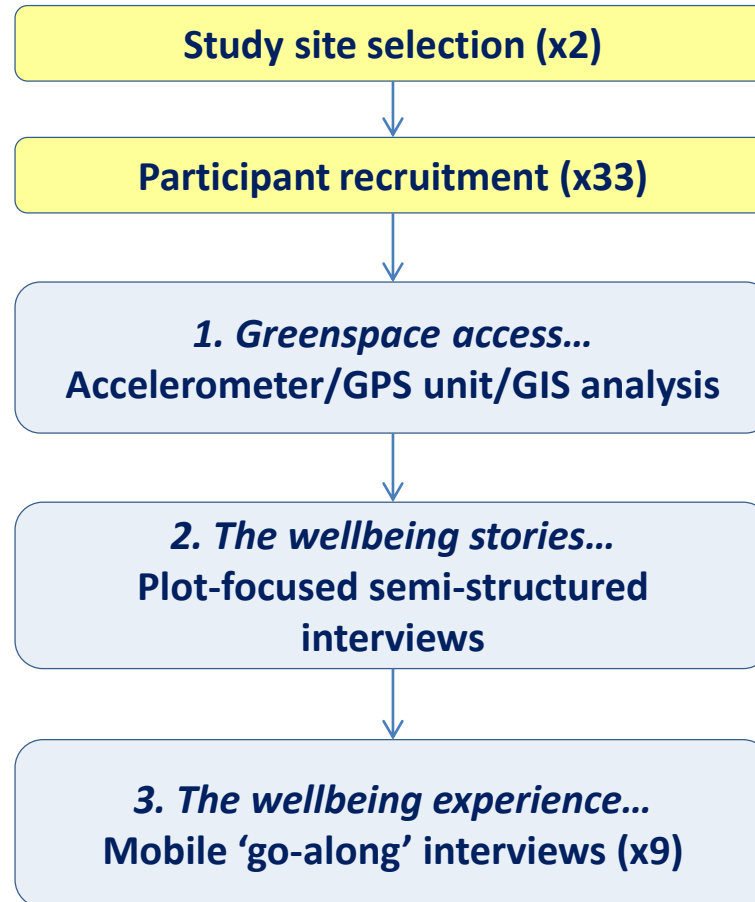 Study site selection (x2)
Participant recruitment (x33)
1. Greenspace access…
Accelerometer/GPS unit/GIS analysis
2. The wellbeing stories…
Plot-focused semi-structured
interviews
3. The wellbeing experience…
Mobile ‘go-along’ interviews (x9)